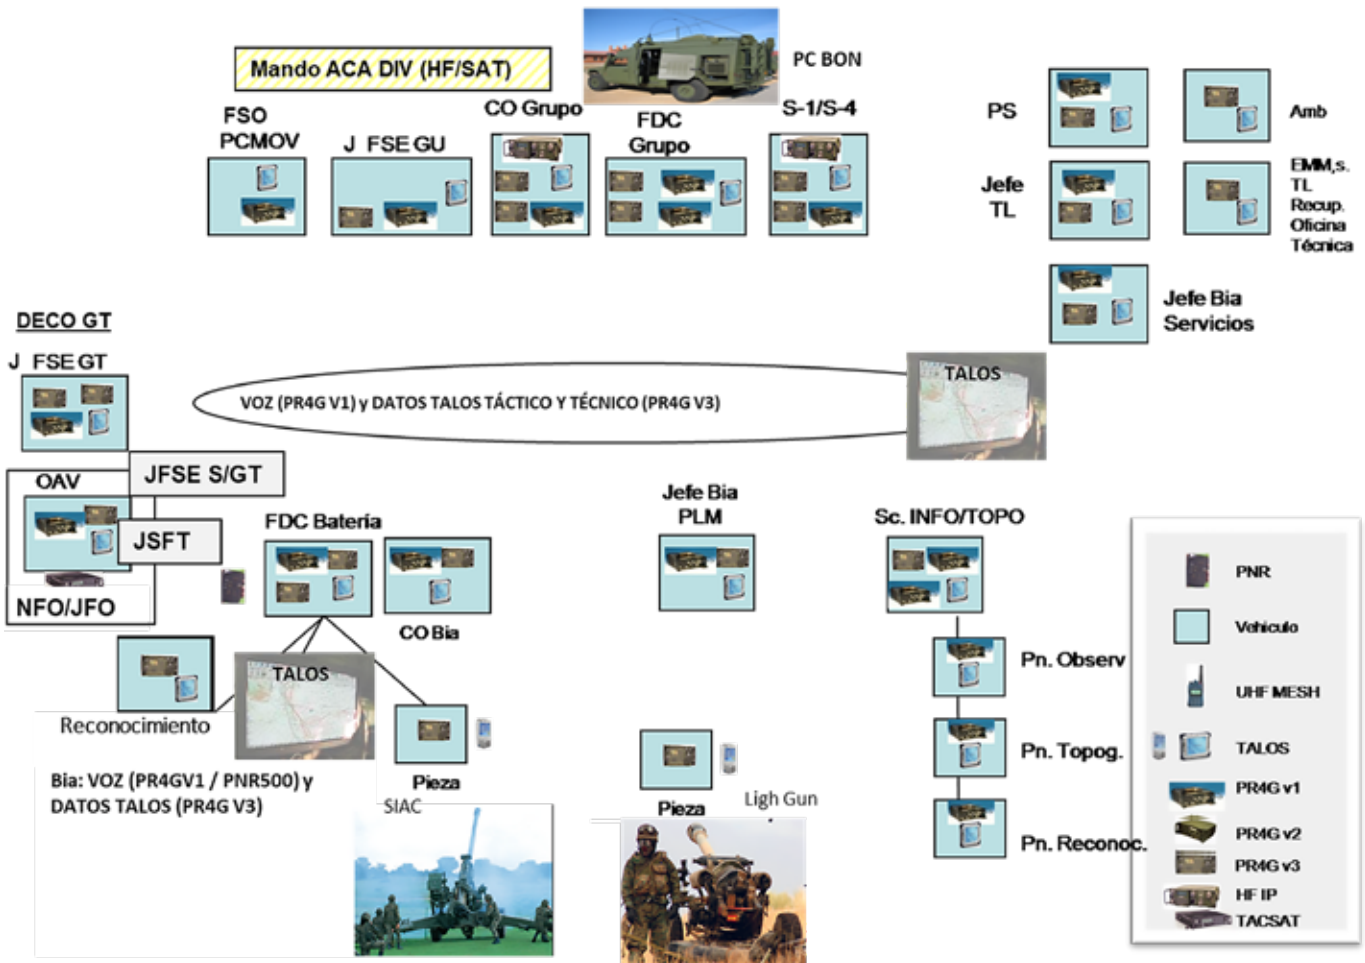 Mando ACA DIV (HF/SAT)
PC BON
FSO
PCMOV
J FSE GU
CO Grupo
FDC
Grupo
S-1/S-4
PS
Amb
Jefe
TL
EMM,s.
TL
Recup.
Oficina
Técnica
Jefe Bia
Servicios
DECO GT
J FSE GT
VOZ (PR4G V1) y DATOS TALOS TÁCTICO Y TÉCNICO (PR4G V3)
TALOS
OAV
JFSE S/GT
JSFT
NFO/JFO
FDC Batería
CO Bia
Jefe Bia
PLM
Sc. INFO/TOPO
Pn. Observ
Pn. Topog.
Pn. Reconoc.
Reconocimiento
TALOS
Bia: VOZ (PR4GV1 / PNR500) y
DATOS TALOS (PR4G V3)
Pieza
SIAC
Pieza
Ligh Gun
PNR
Vehiculo
UHF MESH
TALOS
PR4G v1
PR4G v2
PR4G v3
HF IP
TACSAT